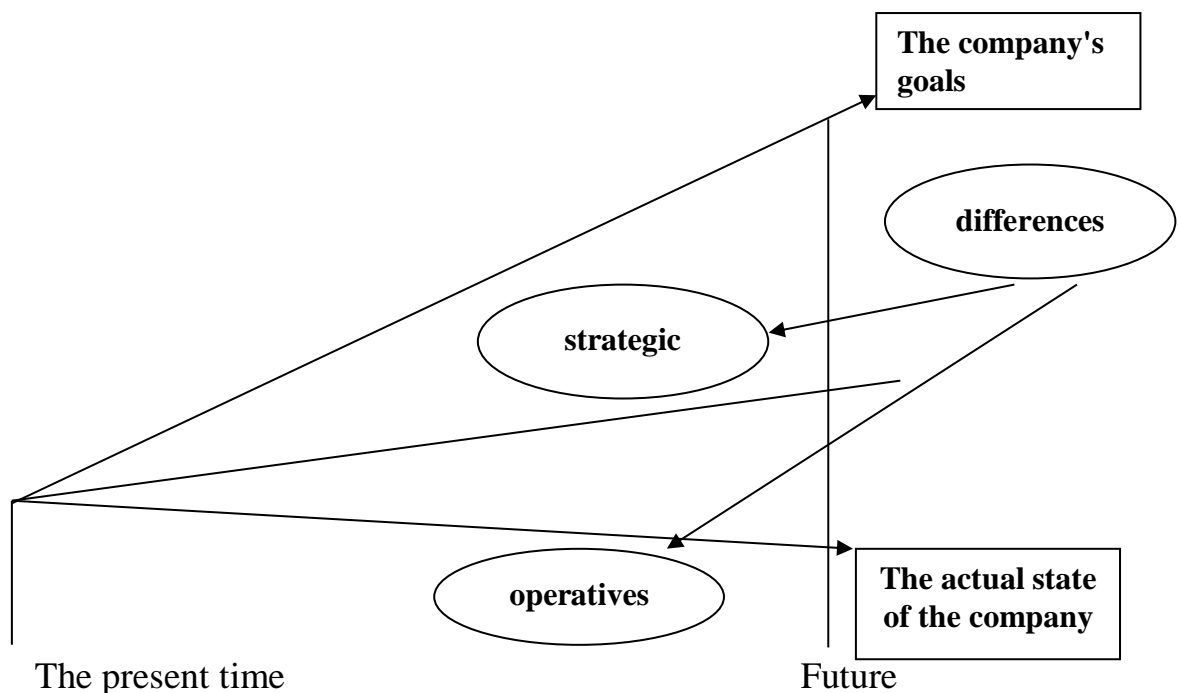 The company's
goals
differences
strategic
operatives
The actual state
of the company
The present time
Future